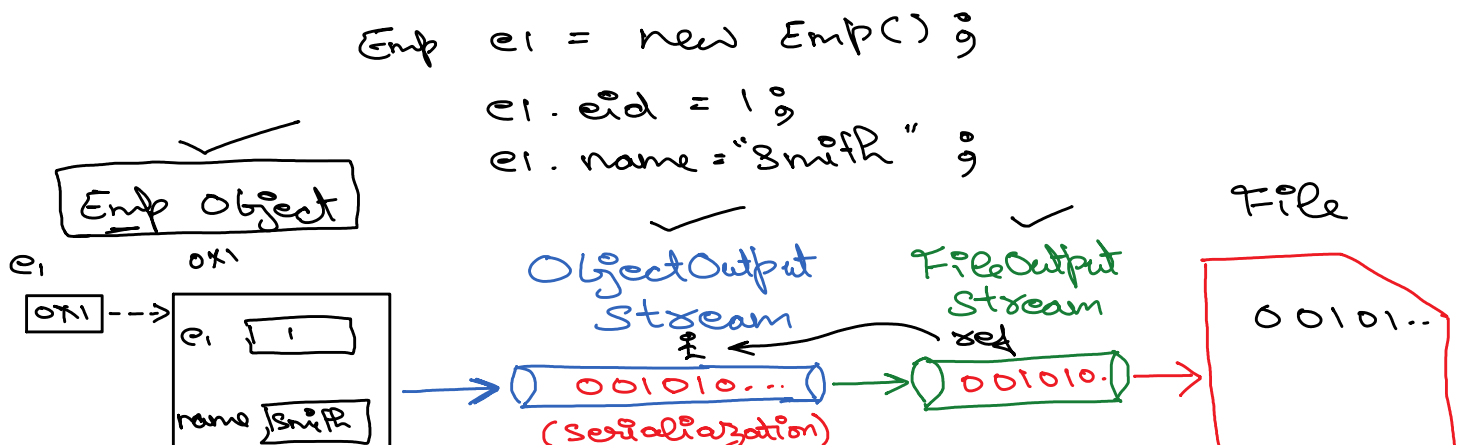 Emp e1 = new Emp();
e1.eid = 1;
e1.name = "Smith";
Emp Object
0X1
e1
0X1
e1 1
name Smith
ObjectOutput
Stream
001010...
(serialiazation)
FileOutput
Stream
ref
001010.
File
00101..